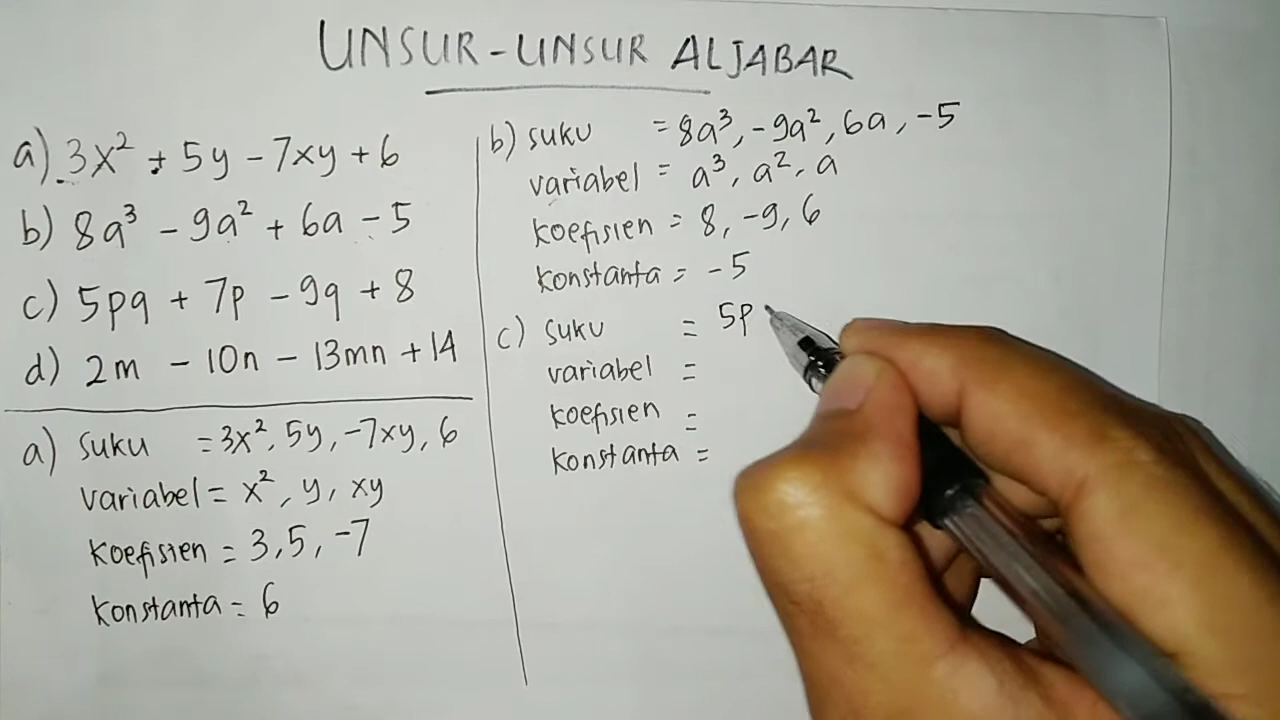 UNSUR-UNSUR ALJABAR
a) 3x² + 5y - 7xy + 6
b) 8a³ - 9a² + 6a - 5
c) 5pq + 7p - 9q + 8
d) 2m - 10n - 13mn + 14
a) suku = 3x², 5y, -7xy, 6
variabel = x², y, xy
koefisien = 3, 5, -7
konstanta = 6
b) suku = 8a³, -9a², 6a, -5
variabel = a³, a², a
koefisien = 8, -9, 6
konstanta = -5
c) suku = 5p
variabel =
koefisien =
konstanta =